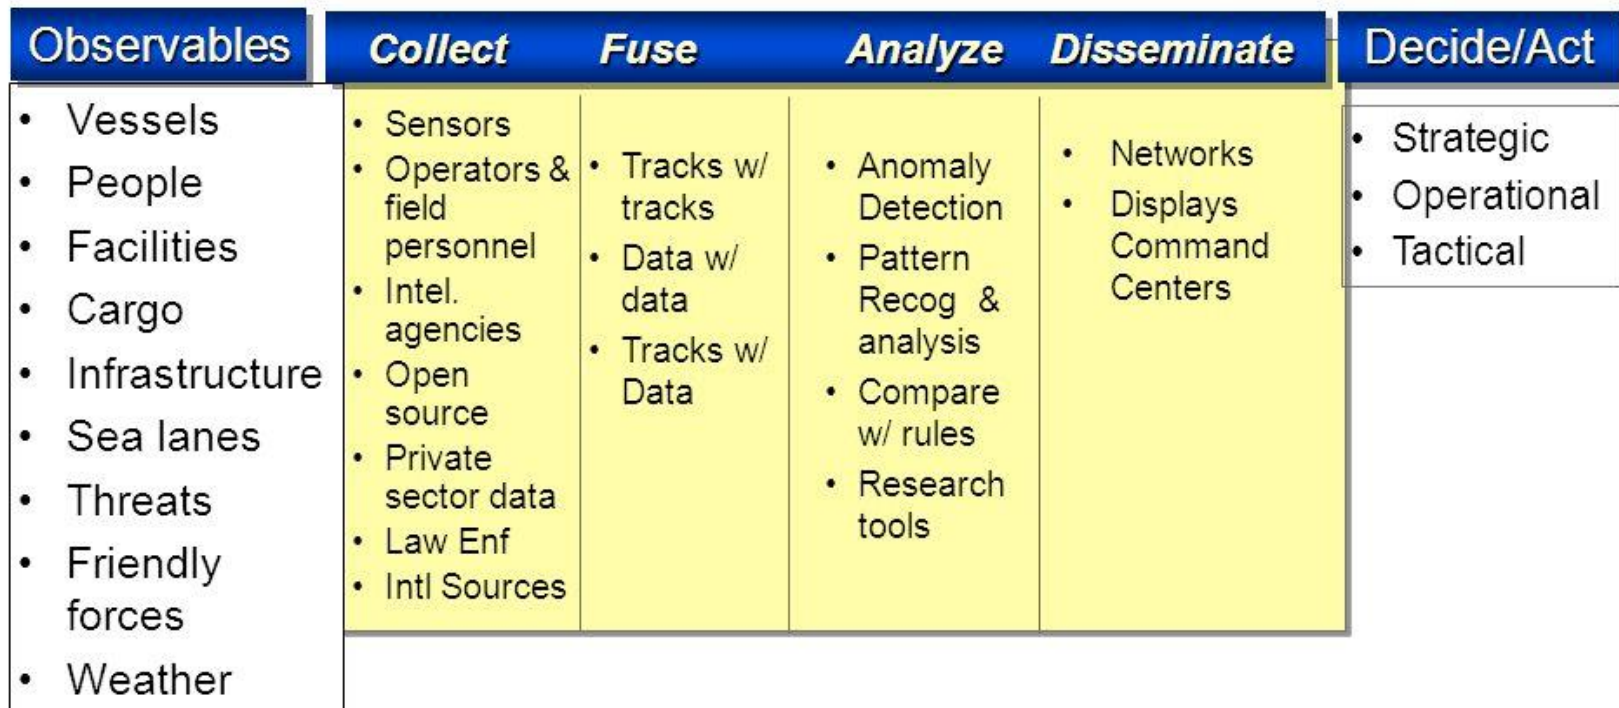 Observables
• Vessels
• People
• Facilities
• Cargo
• Infrastructure
• Sea lanes
• Threats
• Friendly
forces
• Weather
Collect
• Sensors
• Operators &
field
personnel
• Intel.
agencies
• Open
source
• Private
sector data
• Law Enf
• Intl Sources
Fuse
• Tracks w/
tracks
• Data w/
data
• Tracks w/
Data
Analyze
• Anomaly
Detection
• Pattern
Recog &
analysis
• Compare
w/ rules
• Research
tools
Disseminate
• Networks
• Displays
Command
Centers
Decide/Act
• Strategic
• Operational
• Tactical